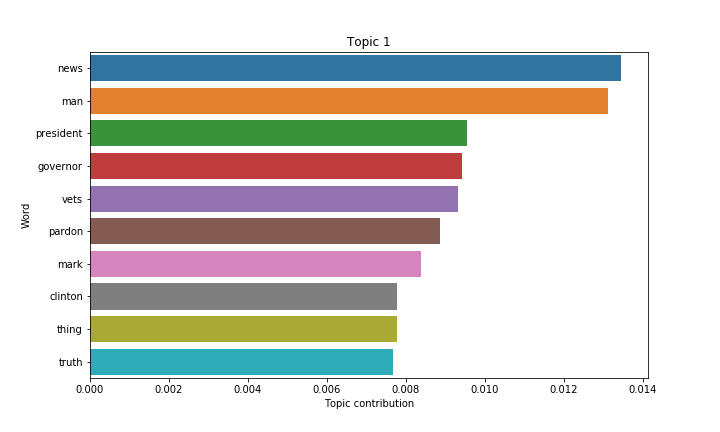 Topic 1
Word
news
man
president
governor
vets
pardon
mark
clinton
thing
truth
0.000 0.002 0.004 0.006 0.008 0.010 0.012 0.014
Topic contribution